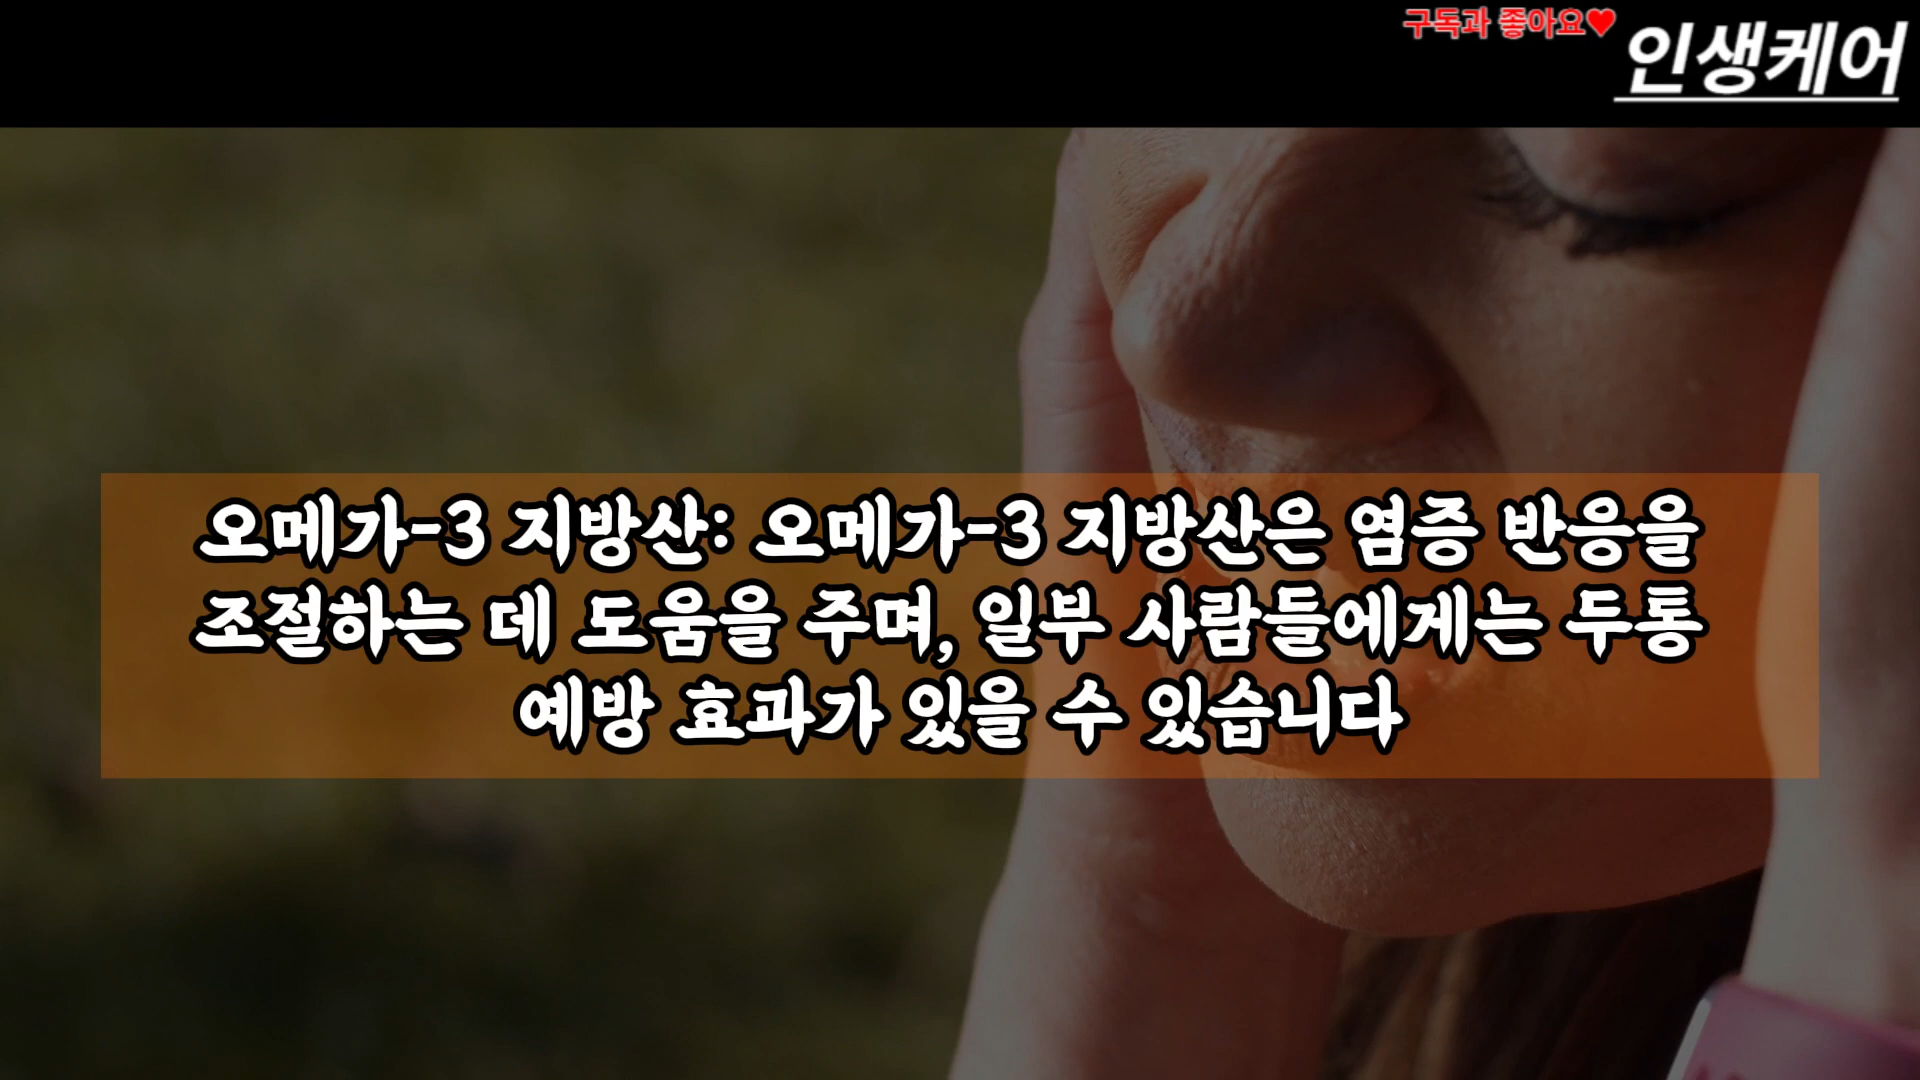 구독과 좋아요♥
인생케어
오메가-3 지방산: 오메가-3 지방산은 염증 반응을
조절하는 데 도움을 주며, 일부 사람들에게는 두통
예방 효과가 있을 수 있습니다